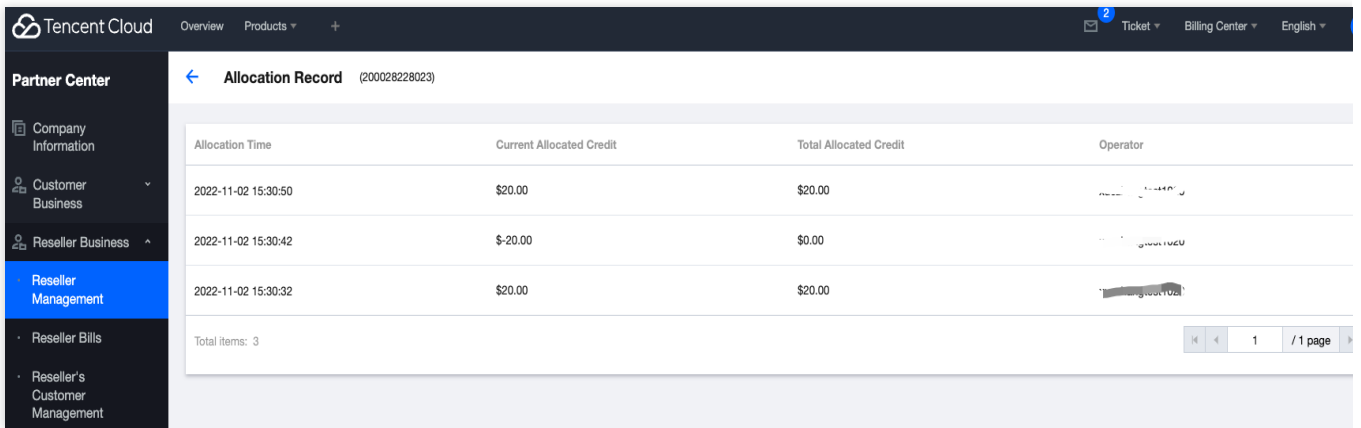 Tencent Cloud
Overview Products +
2
Ticket Billing Center English
Partner Center
Company Information
Customer Business
Reseller Business
Reseller Management
Reseller Bills
Reseller's Customer Management
Allocation Record (200028228023)
Allocation Time Current Allocated Credit Total Allocated Credit Operator
2022-11-02 15:30:50 $20.00 $20.00
2022-11-02 15:30:42 $-20.00 $0.00
2022-11-02 15:30:32 $20.00 $20.00
Total items: 3
1 / 1 page